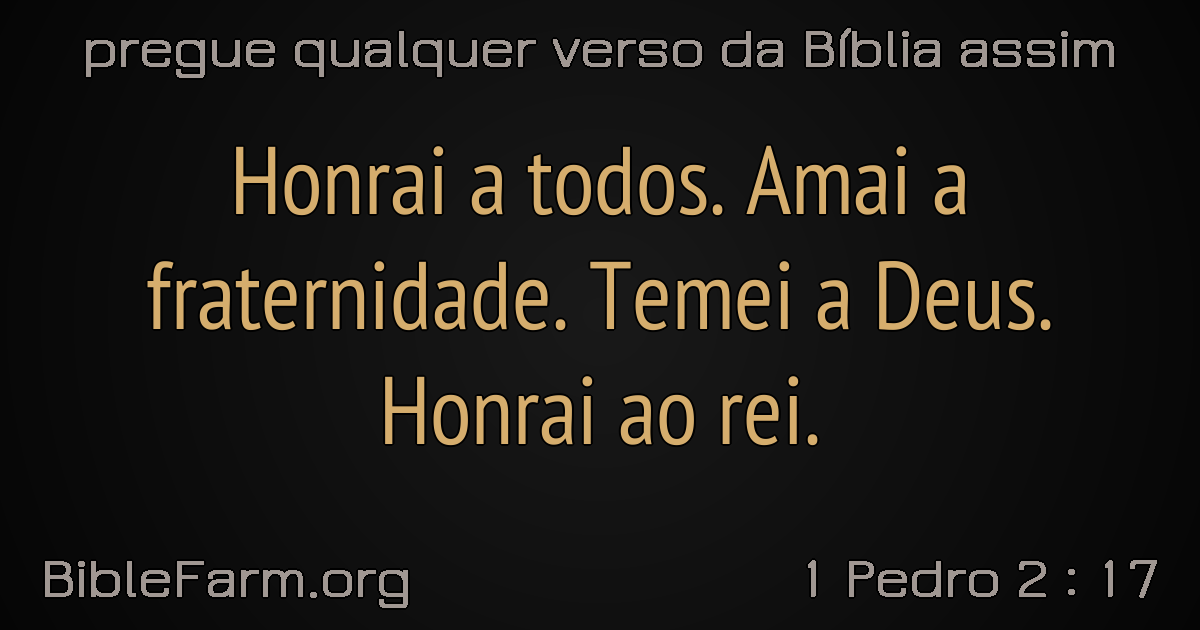 pregue qualquer verso da Bíblia assim
Honrai a todos. Amai a
fraternidade. Temei a Deus.
Honrai ao rei.
BibleFarm.org
1 Pedro 2 : 17